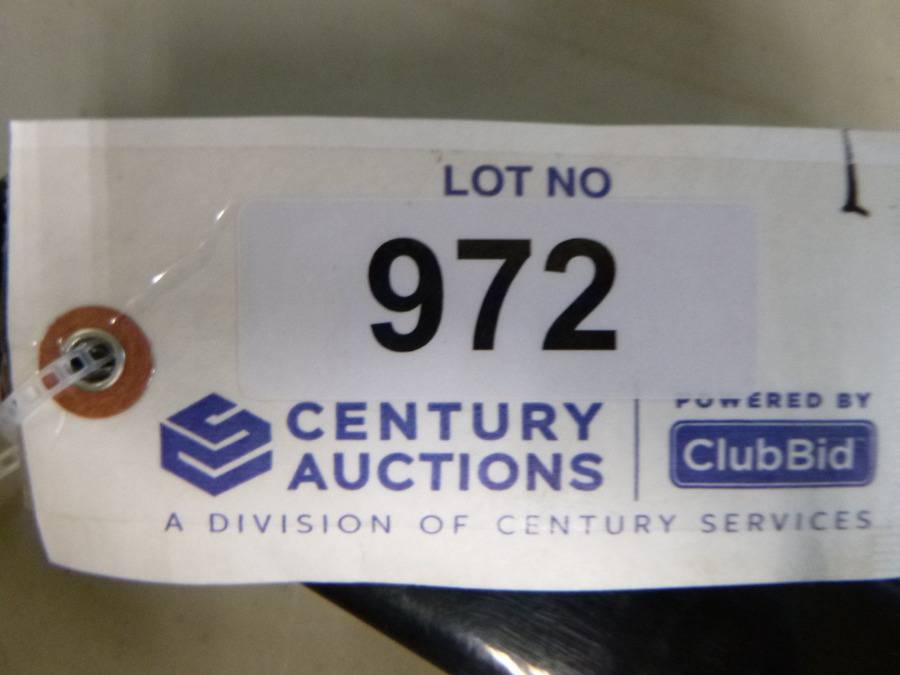 LOT NO
972
CENTURY
AUCTIONS
POWERED BY
ClubBid
A DIVISION OF CENTURY SERVICES